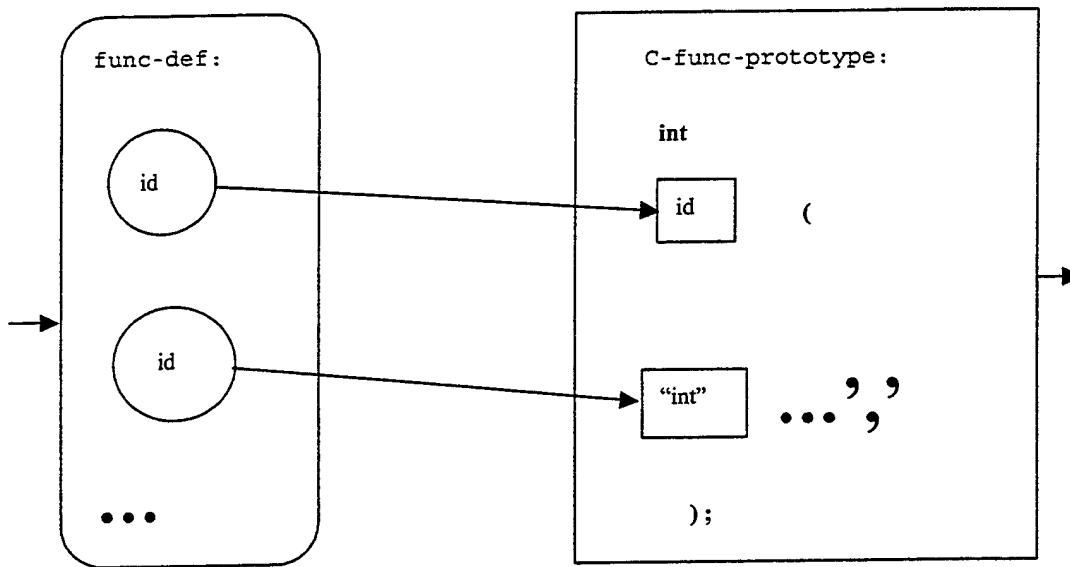 func-def:
id
id
•••
C-func-prototype:
int
id (
“int” •••’,’
);